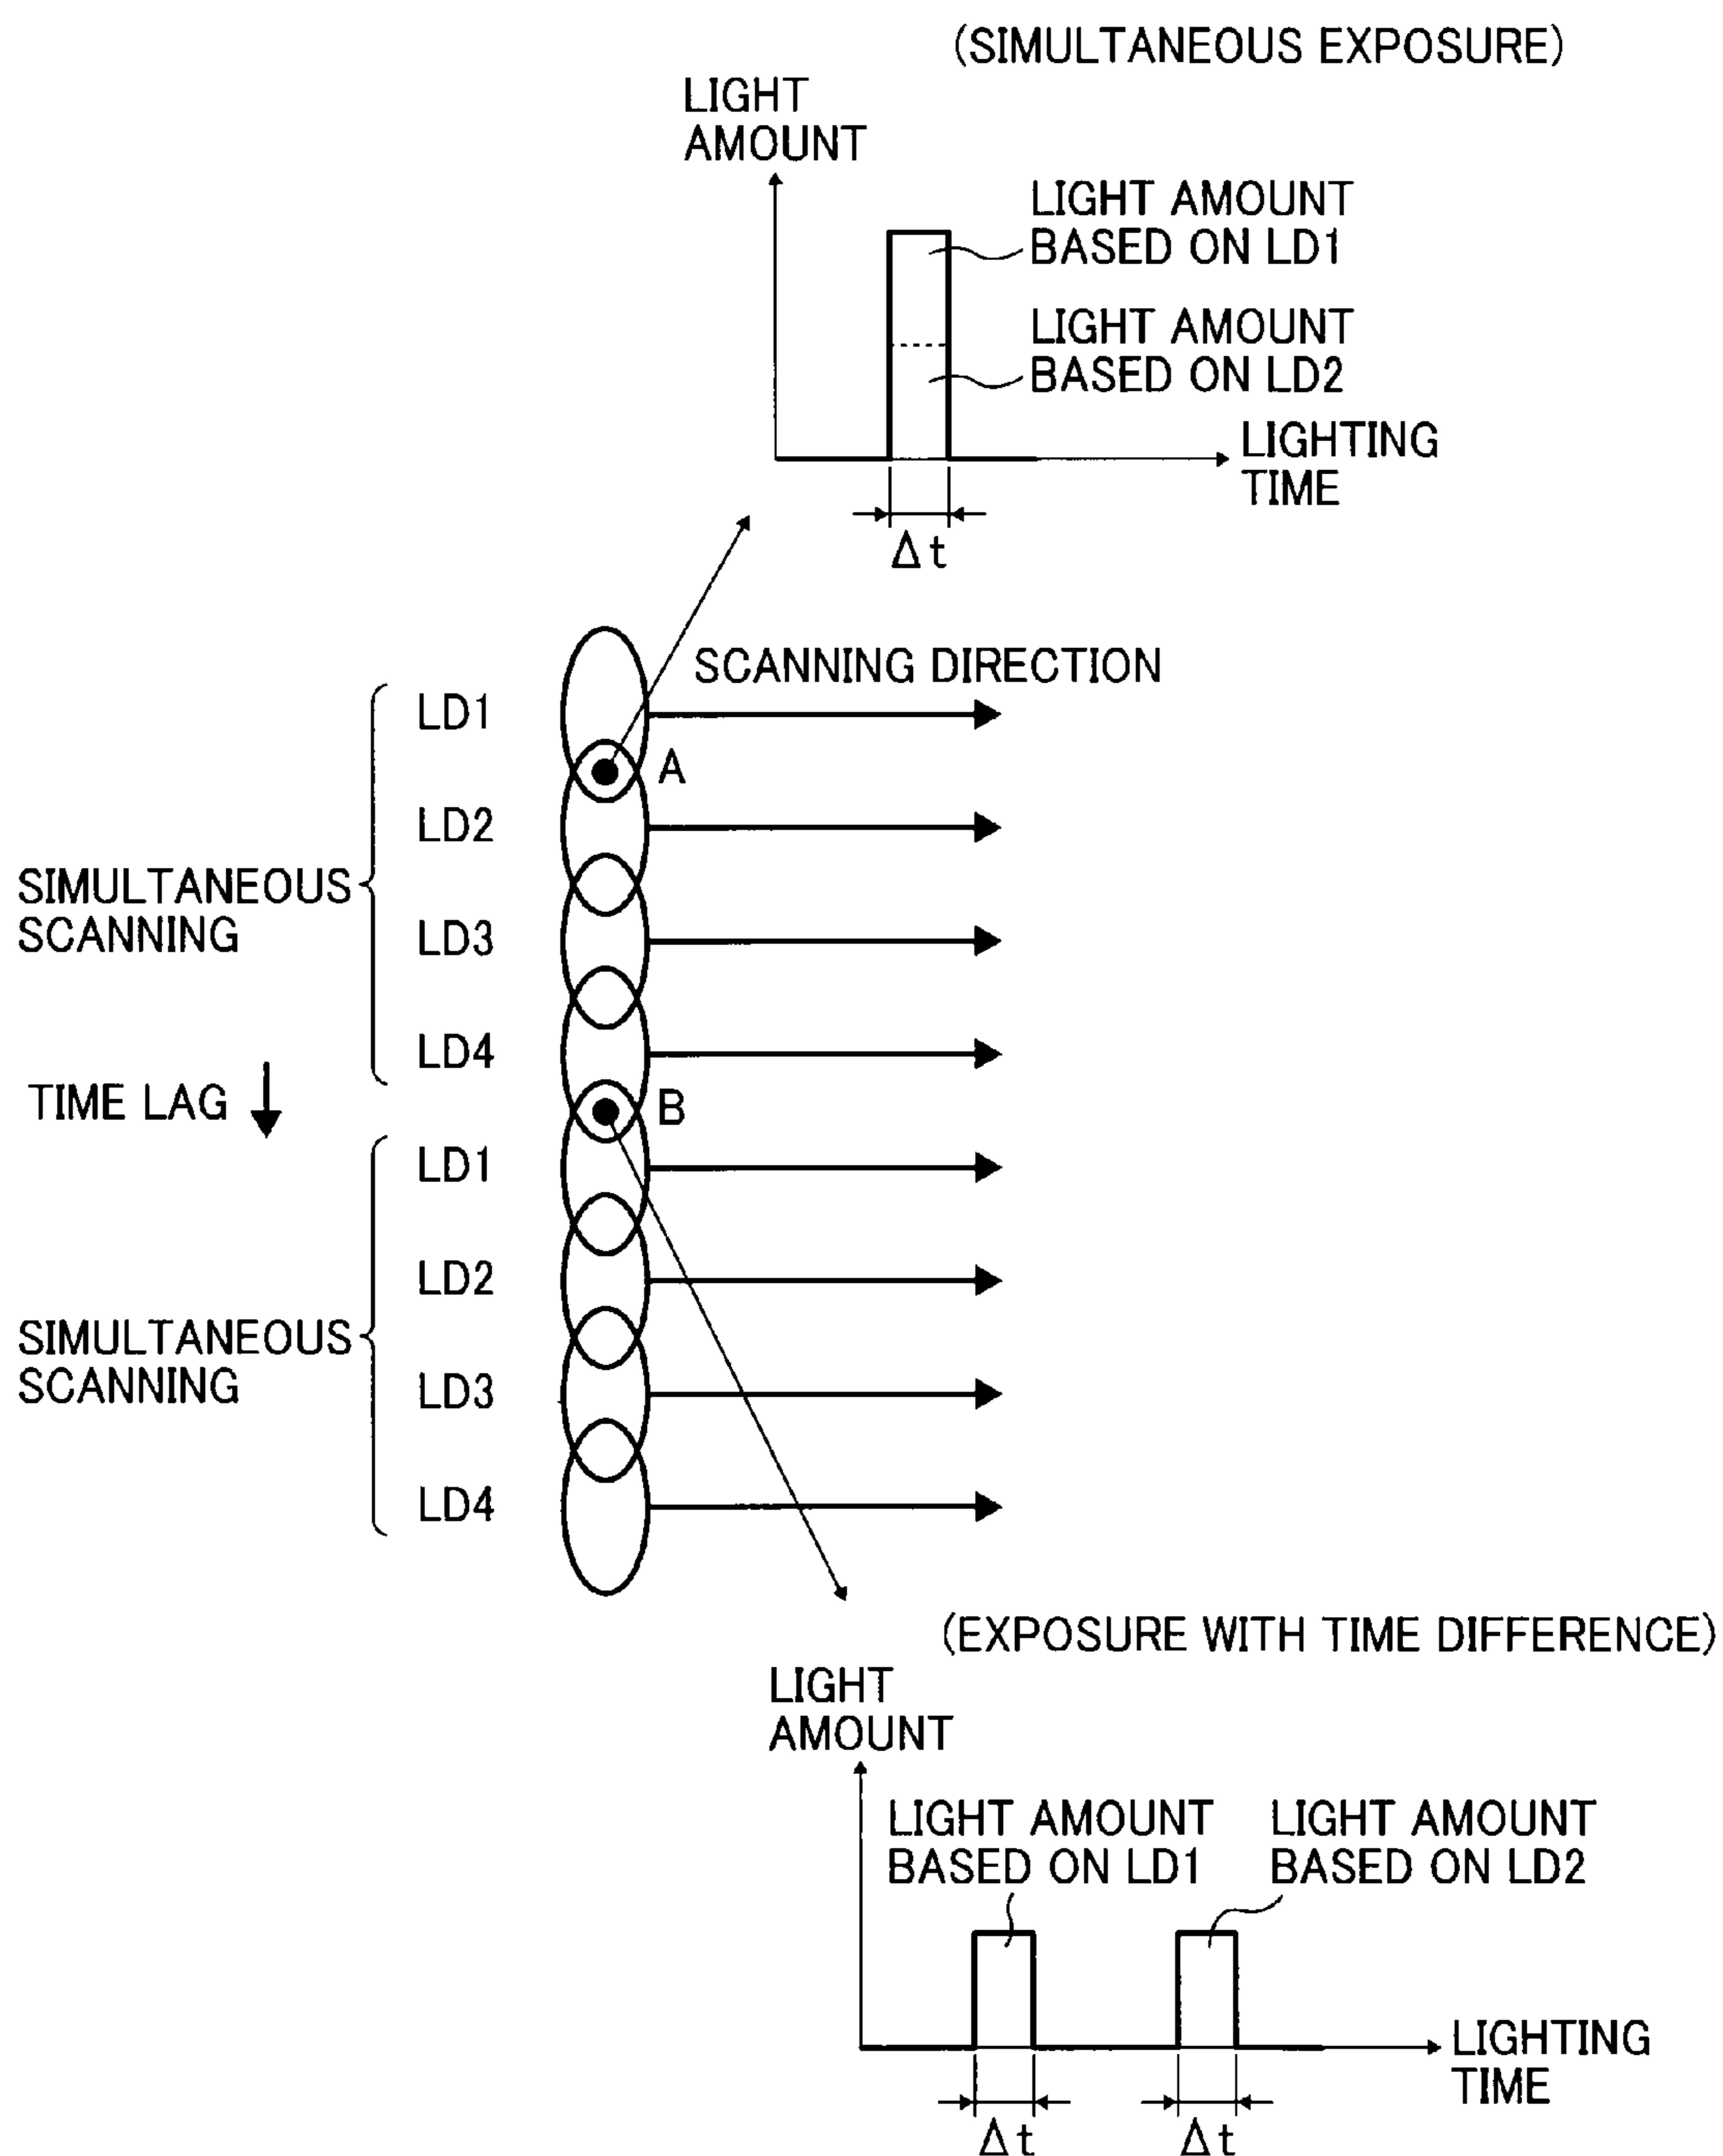 (SIMULTANEOUS EXPOSURE)
LIGHT
AMOUNT
LIGHT AMOUNT
BASED ON LD1
LIGHT AMOUNT
BASED ON LD2
LIGHTING
TIME
Δt
SCANNING DIRECTION
LD1
A
LD2
SIMULTANEOUS
SCANNING
LD3
LD4
TIME LAG
B
LD1
LD2
SIMULTANEOUS
SCANNING
LD3
LD4
(EXPOSURE WITH TIME DIFFERENCE)
LIGHT
AMOUNT
LIGHT AMOUNT
BASED ON LD1
LIGHT AMOUNT
BASED ON LD2
LIGHTING
TIME
Δt
Δt